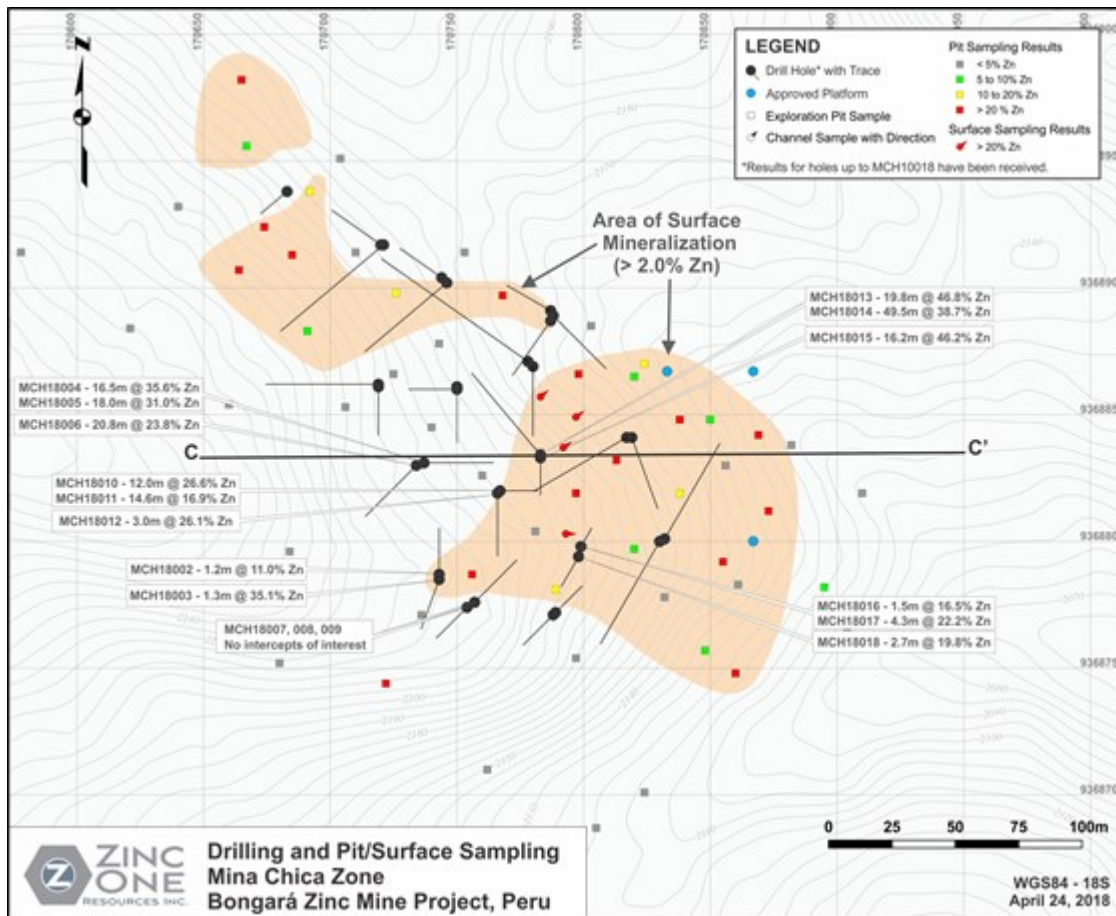 170600
170650
170700
170750
170800
170850
N
LEGEND
Drill Hole* with Trace
Approved Platform
Exploration Pit Sample
Channel Sample with Direction
Pit Sampling Results
< 5% Zn
5 to 10% Zn
10 to 20% Zn
> 20 % Zn
Surface Sampling Results
> 20% Zn
*Results for holes up to MCH10018 have been received.
Area of Surface
Mineralization
(> 2.0% Zn)
MCH18013 - 19.8m @ 46.8% Zn
MCH18014 - 49.5m @ 38.7% Zn
MCH18015 - 16.2m @ 46.2% Zn
MCH18004 - 16.5m @ 35.6% Zn
MCH18005 - 18.0m @ 31.0% Zn
MCH18006 - 20.8m @ 23.8% Zn
C
C'
MCH18010 - 12.0m @ 26.6% Zn
MCH18011 - 14.6m @ 16.9% Zn
MCH18012 - 3.0m @ 26.1% Zn
MCH18002 - 1.2m @ 11.0% Zn
MCH18003 - 1.3m @ 35.1% Zn
MCH18007, 008, 009
No intercepts of interest
MCH18016 - 1.5m @ 16.5% Zn
MCH18017 - 4.3m @ 22.2% Zn
MCH18018 - 2.7m @ 19.8% Zn
0 25 50 75 100m
Z
ZINC
ONE
RESOURCES INC.
Drilling and Pit/Surface Sampling
Mina Chica Zone
Bongará Zinc Mine Project, Peru
WGS84 - 18S
April 24, 2018